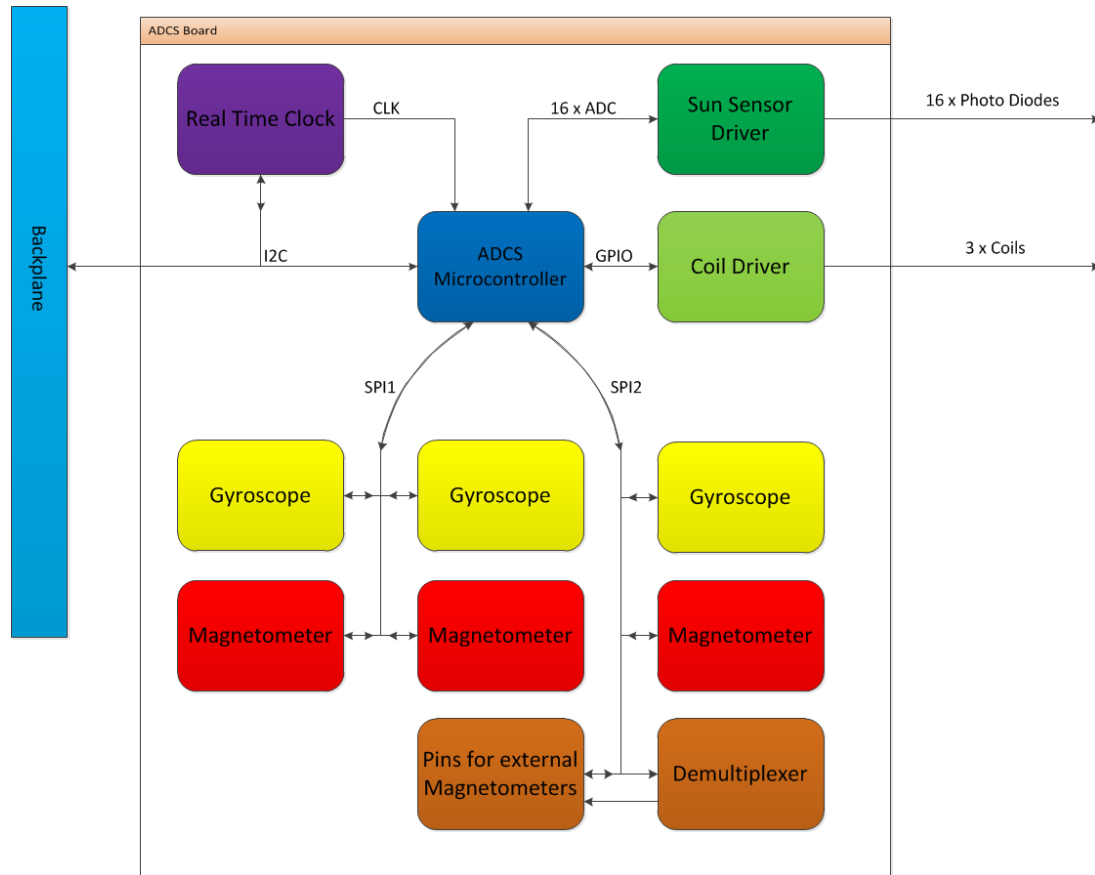 ADCS Board
Real Time Clock
CLK
16 x ADC
Sun Sensor
Driver
16 x Photo Diodes
Backplane
I2C
ADCS
Microcontroller
GPIO
Coil Driver
3 x Coils
SPI1
SPI2
Gyroscope
Gyroscope
Gyroscope
Magnetometer
Magnetometer
Magnetometer
Pins for external
Magnetometers
Demultiplexer